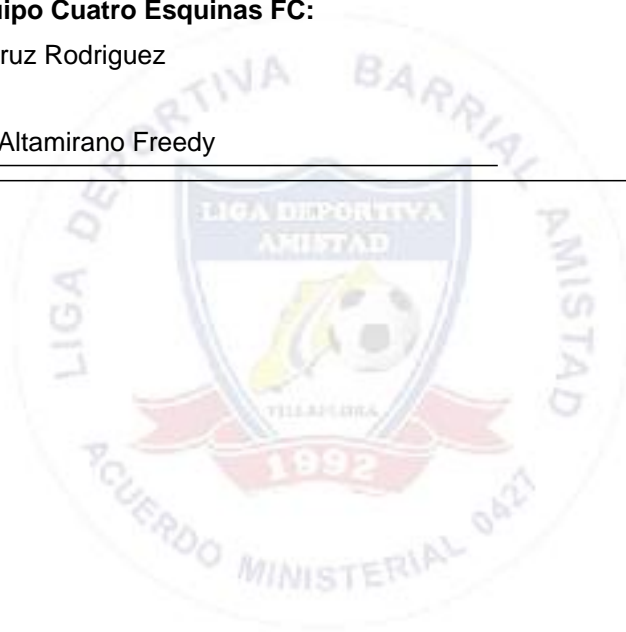 uipo Cuatro Esquinas FC:
ruz Rodriguez
Altamirano Freedy
LIGA DEPORTIVA BARRIAL AMISTAD
LIGA DEPORTIVA
AMISTAD
VILLAFLORA
1992
ACUERDO MINISTERIAL 0427